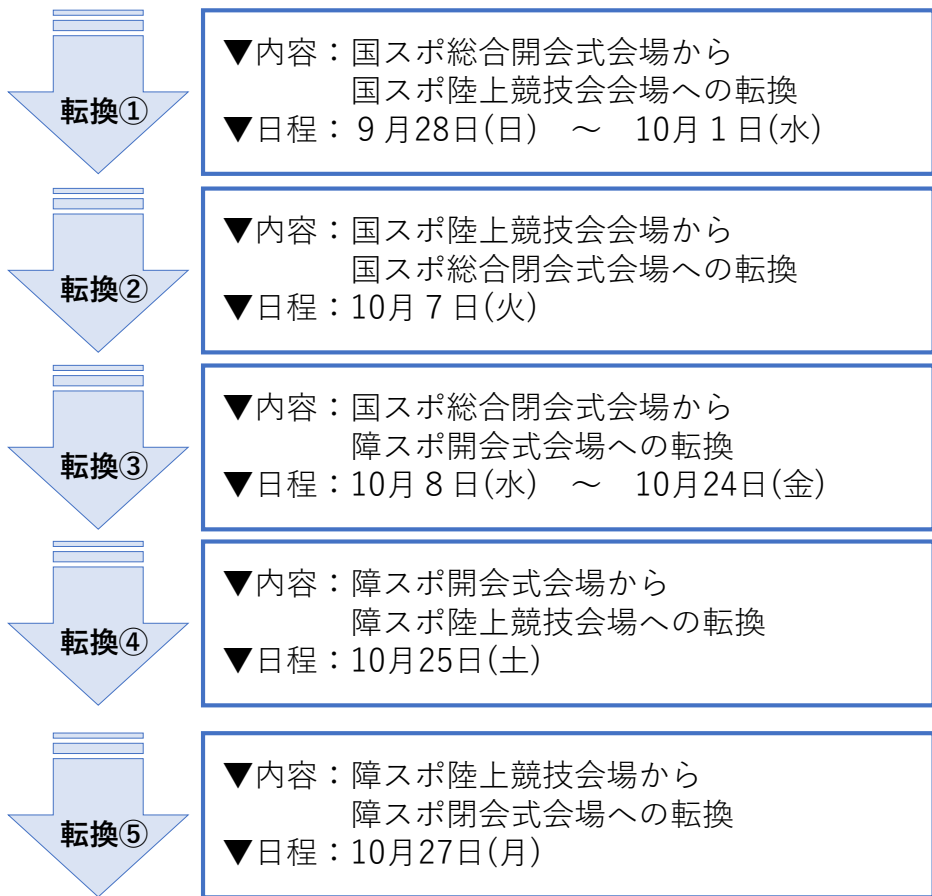 転換①
▼内容：国スポ総合開会式会場から
国スポ陸上競技会会場への転換
▼日程：９月28日(日)　～　10月１日(水)
転換②
▼内容：国スポ陸上競技会会場から
国スポ総合閉会式会場への転換
▼日程：10月７日(火)
転換③
▼内容：国スポ総合閉会式会場から
障スポ開会式会場への転換
▼日程：10月８日(水)　～　10月24日(金)
転換④
▼内容：障スポ開会式会場から
障スポ陸上競技会場への転換
▼日程：10月25日(土)
転換⑤
▼内容：障スポ陸上競技会場から
障スポ閉会式会場への転換
▼日程：10月27日(月)